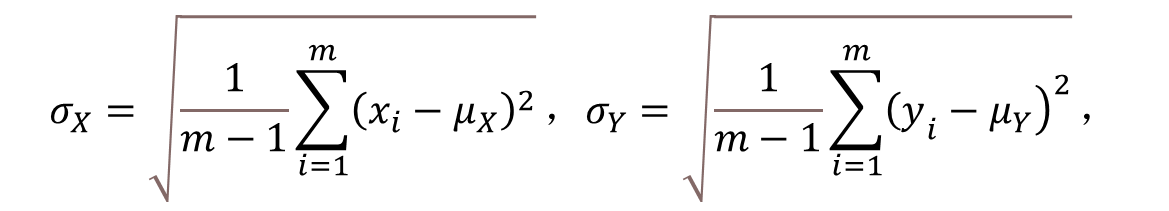 σ_X = √(1/(m − 1) ∑_{i=1}^{m} (x_i − μ_X)²) , σ_Y = √(1/(m − 1) ∑_{i=1}^{m} (y_i − μ_Y)²) ,